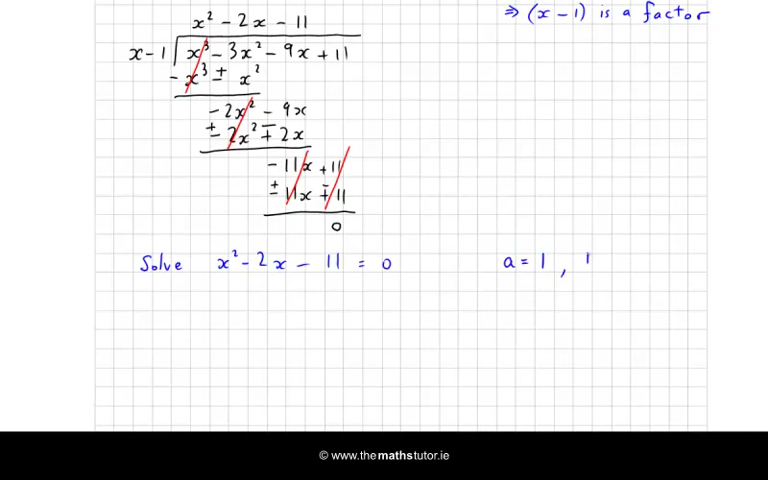 x² - 2x - 11
⇒ (x - 1) is a factor
x - 1 | x³ - 3x² - 9x + 11
- x³ ± x²
- 2x² - 9x
± 2x² ∓ 2x
- 11x + 11
± 11x ∓ 11
0
Solve x² - 2x - 11 = 0
a = 1 ,
© www.themathstutor.ie